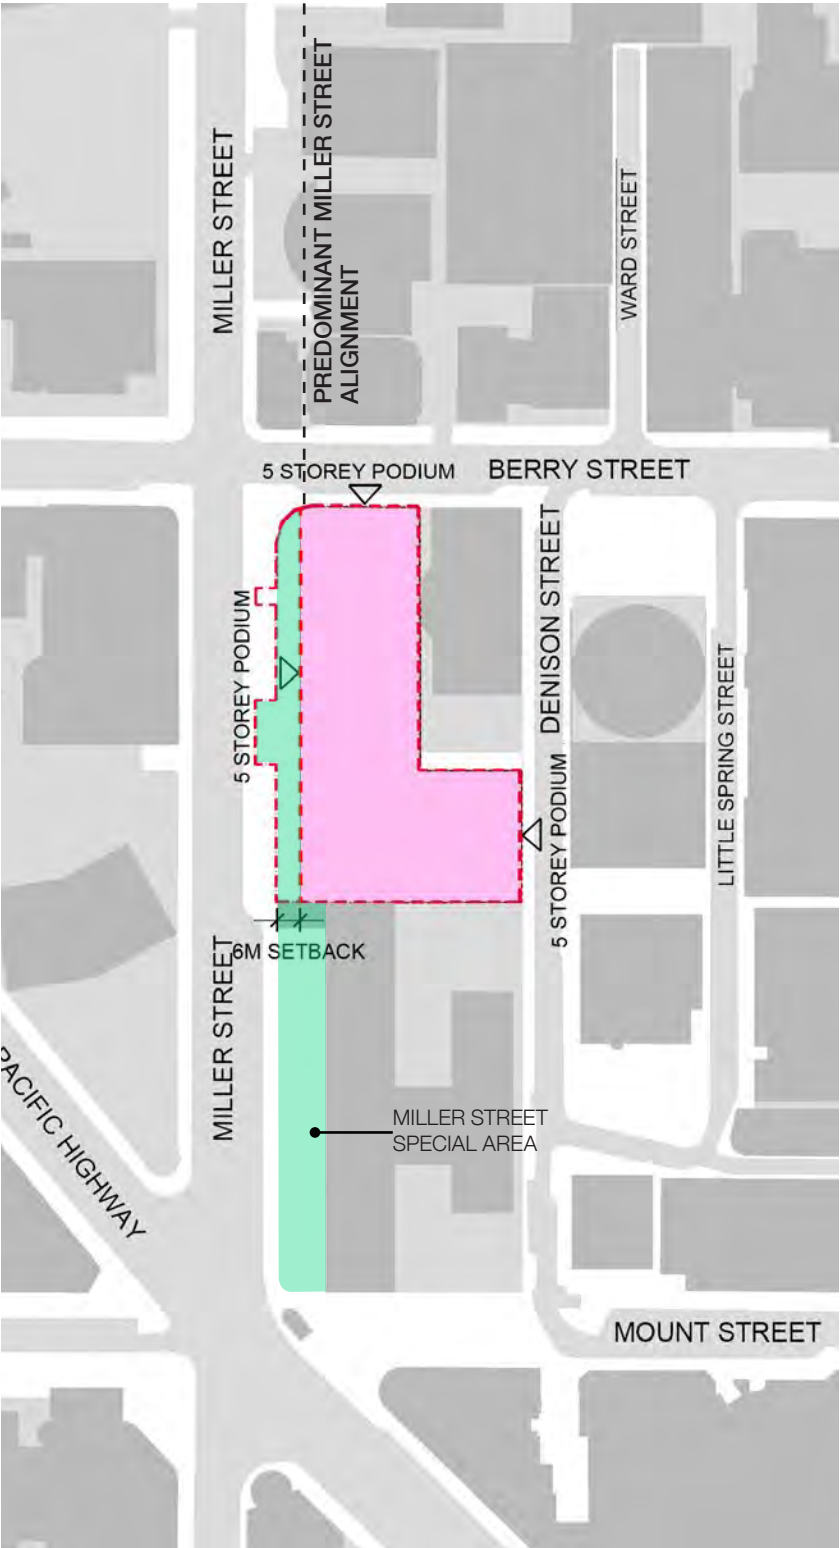 PREDOMINANT MILLER STREET
ALIGNMENT
MILLER STREET
WARD STREET
5 STOREY PODIUM
BERRY STREET
5 STOREY PODIUM
DENISON STREET
LITTLE SPRING STREET
5 STOREY PODIUM
6M SETBACK
MILLER STREET
PACIFIC HIGHWAY
MILLER STREET
SPECIAL AREA
MOUNT STREET